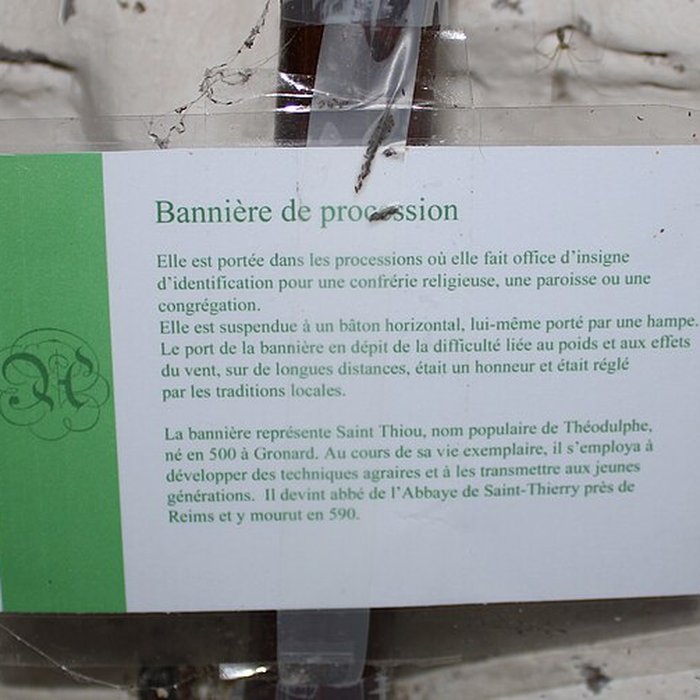 Bannière de procession
Elle est portée dans les processions où elle fait office d'insigne
d'identification pour une confrérie religieuse, une paroisse ou une
congrégation.
Elle est suspendue à un bâton horizontal, lui-même porté par une hampe.
Le port de la bannière en dépit de la difficulté liée au poids et aux effets
du vent, sur de longues distances, était un honneur et était réglé
par les traditions locales.
La bannière représente Saint Thiou, nom populaire de Théodulphe,
né en 500 à Gronard. Au cours de sa vie exemplaire, il s'employa à
développer des techniques agraires et à les transmettre aux jeunes
générations. Il devint abbé de l'Abbaye de Saint-Thierry près de
Reims et y mourut en 590.